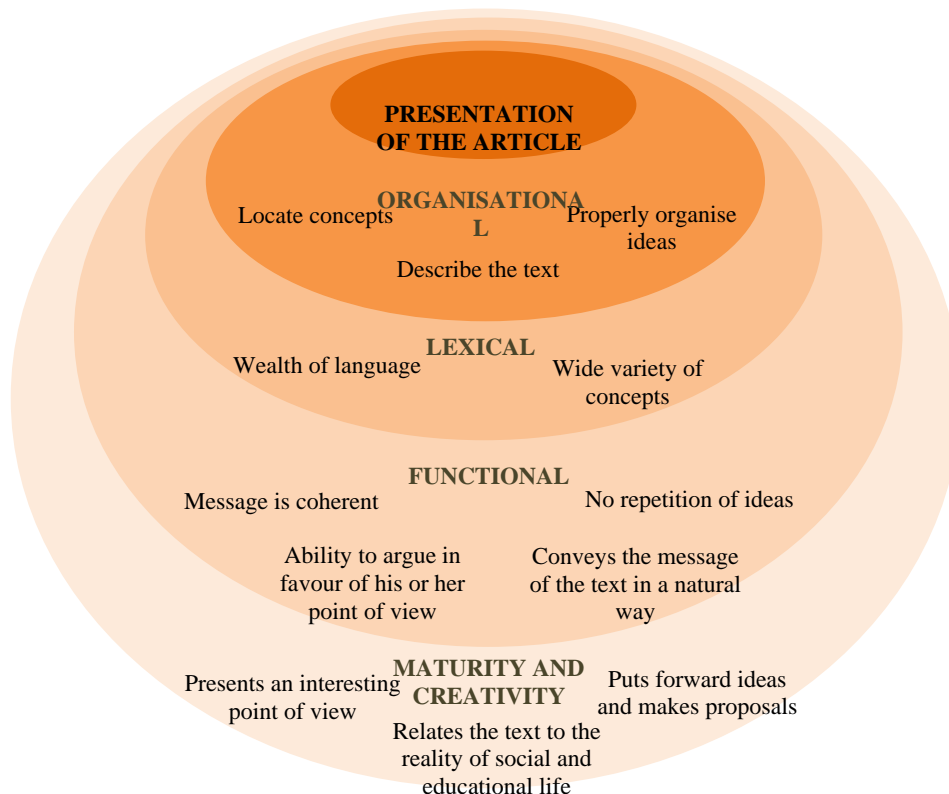 PRESENTATION
OF THE ARTICLE
ORGANISATIONA
L
Locate concepts
Properly organise
ideas
Describe the text
LEXICAL
Wealth of language
Wide variety of
concepts
FUNCTIONAL
Message is coherent
No repetition of ideas
Ability to argue in
favour of his or her
point of view
Conveys the message
of the text in a natural
way
MATURITY AND
CREATIVITY
Presents an interesting
point of view
Puts forward ideas
and makes proposals
Relates the text to the
reality of social and
educational life